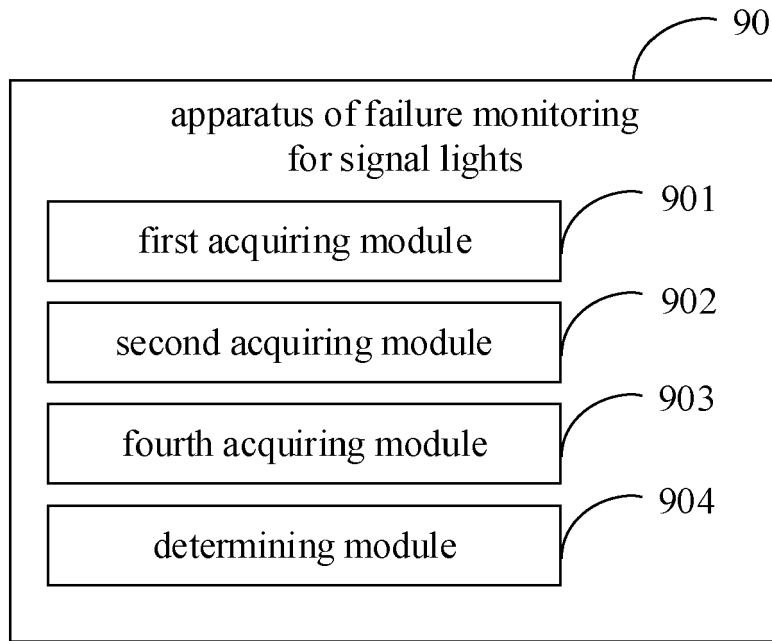 90
apparatus of failure monitoring
for signal lights
901
first acquiring module
902
second acquiring module
903
fourth acquiring module
904
determining module